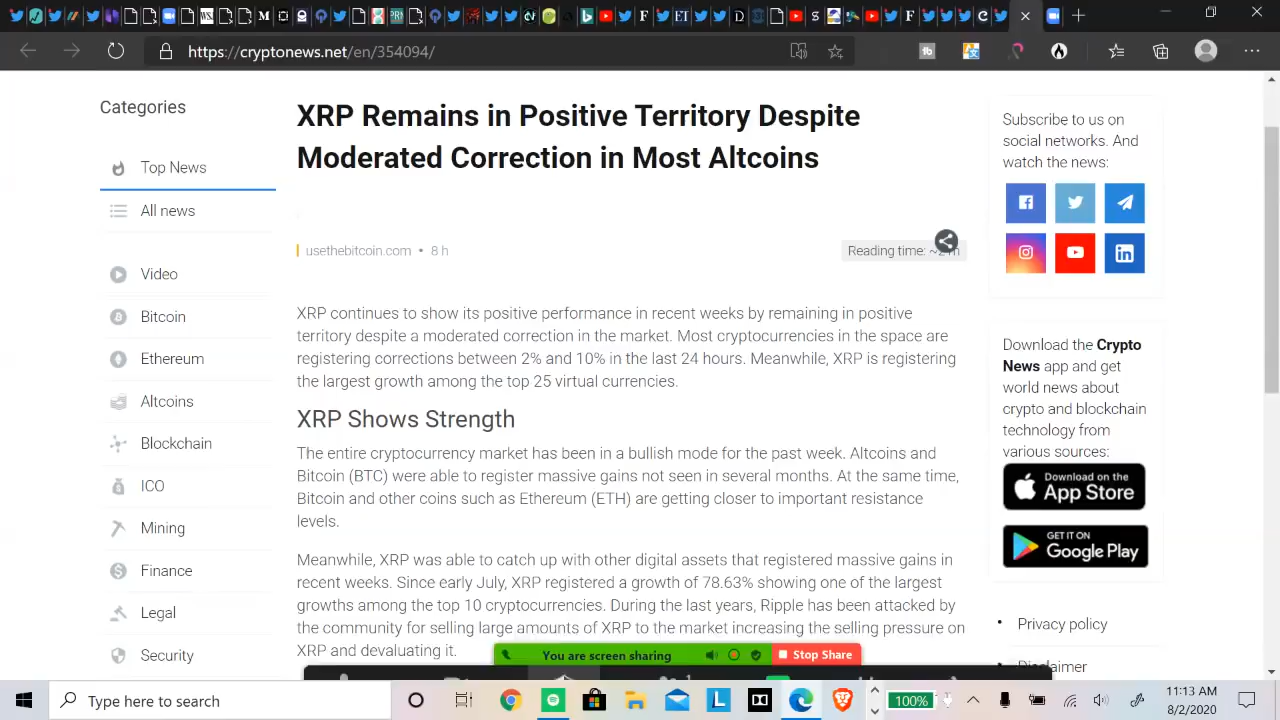 https://cryptonews.net/en/354094/
Categories
Top News
All news
Video
Bitcoin
Ethereum
Altcoins
Blockchain
ICO
Mining
Finance
Legal
Security
XRP Remains in Positive Territory Despite
Moderated Correction in Most Altcoins
usethebitcoin.com • 8 h
Reading time:
XRP continues to show its positive performance in recent weeks by remaining in positive
territory despite a moderated correction in the market. Most cryptocurrencies in the space are
registering corrections between 2% and 10% in the last 24 hours. Meanwhile, XRP is registering
the largest growth among the top 25 virtual currencies.
XRP Shows Strength
The entire cryptocurrency market has been in a bullish mode for the past week. Altcoins and
Bitcoin (BTC) were able to register massive gains not seen in several months. At the same time,
Bitcoin and other coins such as Ethereum (ETH) are getting closer to important resistance
levels.
Meanwhile, XRP was able to catch up with other digital assets that registered massive gains in
recent weeks. Since early July, XRP registered a growth of 78.63% showing one of the largest
growths among the top 10 cryptocurrencies. During the last years, Ripple has been attacked by
the community for selling large amounts of XRP to the market increasing the selling pressure on
XRP and devaluating it.
Subscribe to us on
social networks. And
watch the news:
Download the Crypto
News app and get
world news about
crypto and blockchain
technology from
various sources:
Download on the
App Store
GET IT ON
Google Play
• Privacy policy
• Disclaimer
You are screen sharing
Stop Share
Type here to search
100%
11:13 AM
8/2/2020